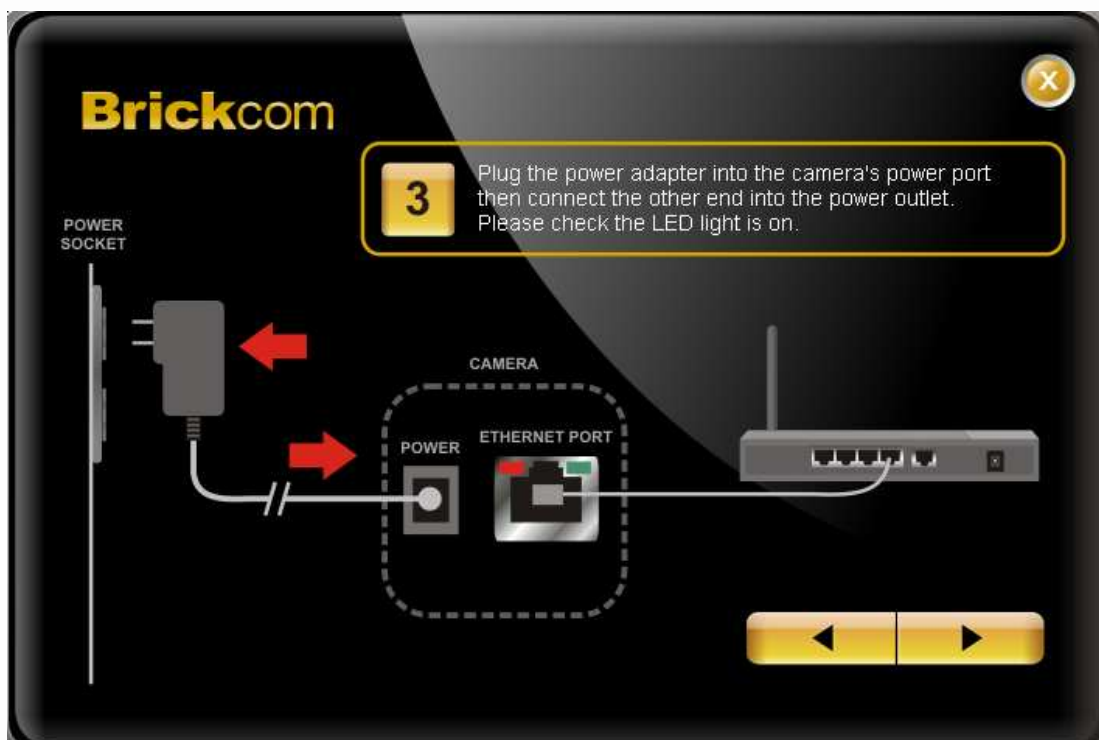 Brickcom
X
3
Plug the power adapter into the camera's power port
then connect the other end into the power outlet.
Please check the LED light is on.
POWER
SOCKET
CAMERA
POWER
ETHERNET PORT